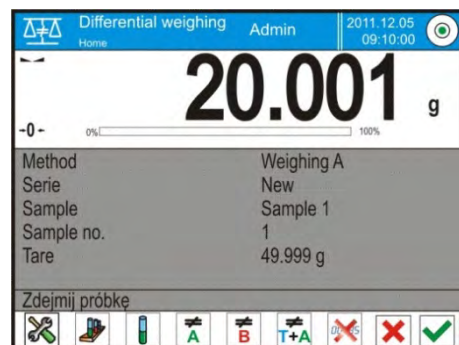 Differential weighing Admin 2011.12.05
Home 09:10:00
20.001 g
0
0% 100%
Method Weighing A
Serie New
Sample Sample 1
Sample no. 1
Tare 49.999 g
Zdejmij próbkę
A B T+A